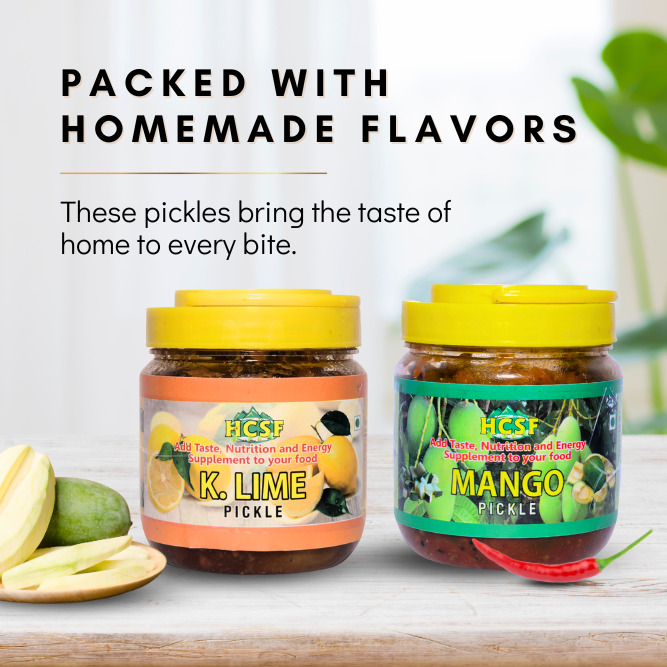 PACKED WITH
HOMEMADE FLAVORS
These pickles bring the taste of
home to every bite.
HCSF
Add Taste, Nutrition and Energy
Supplement to your food
K. LIME
PICKLE
HCSF
Add Taste, Nutrition and Energy
Supplement to your food
MANGO
PICKLE